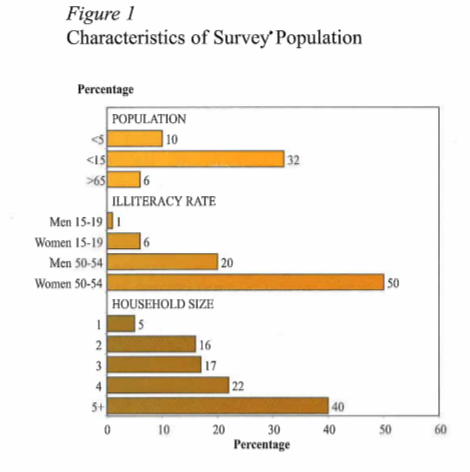 Figure 1
Characteristics of Survey Population
Percentage
POPULATION
<5 10
<15 32
>65 6
ILLITERACY RATE
Men 15-19 1
Women 15-19 6
Men 50-54 20
Women 50-54 50
HOUSEHOLD SIZE
1 5
2 16
3 17
4 22
5+ 40
0 10 20 30 40 50 60
Percentage